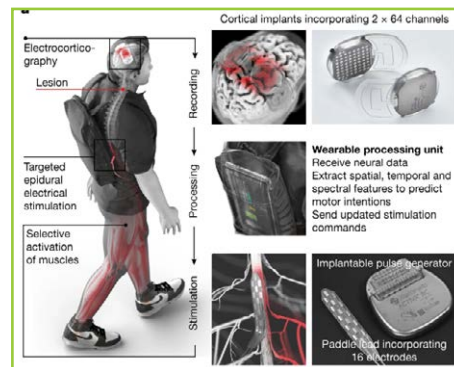 Cortical implants incorporating 2 × 64 channels
Electrocortico-
graphy
Lesion
Recording
Targeted
epidural
electrical
stimulation
Processing
Wearable processing unit
Receive neural data
Extract spatial, temporal and
spectral features to predict
motor intentions
Send updated stimulation
commands
Selective
activation
of muscles
Stimulation
Implantable pulse generator
Paddle lead incorporating
16 electrodes